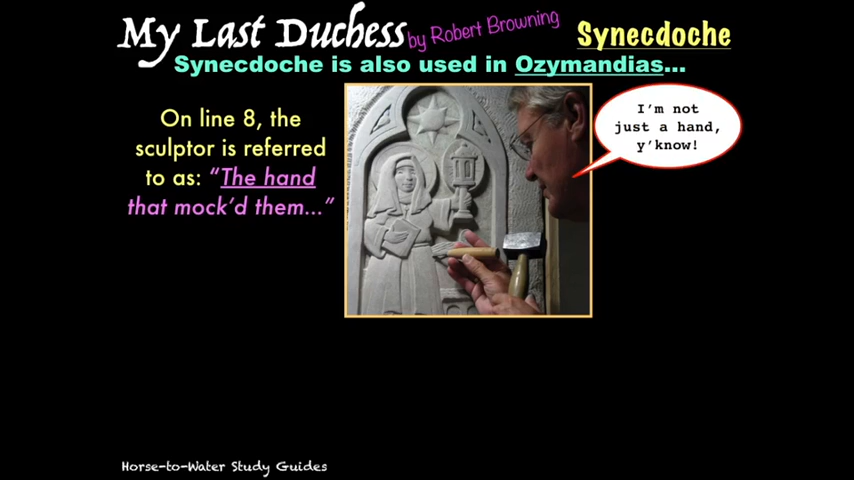 My Last Duchess by Robert Browning Synecdoche
Synecdoche is also used in Ozymandias...
On line 8, the
sculptor is referred
to as: “The hand
that mock’d them...”
I’m not
just a hand,
y’know!
Horse-to-Water Study Guides